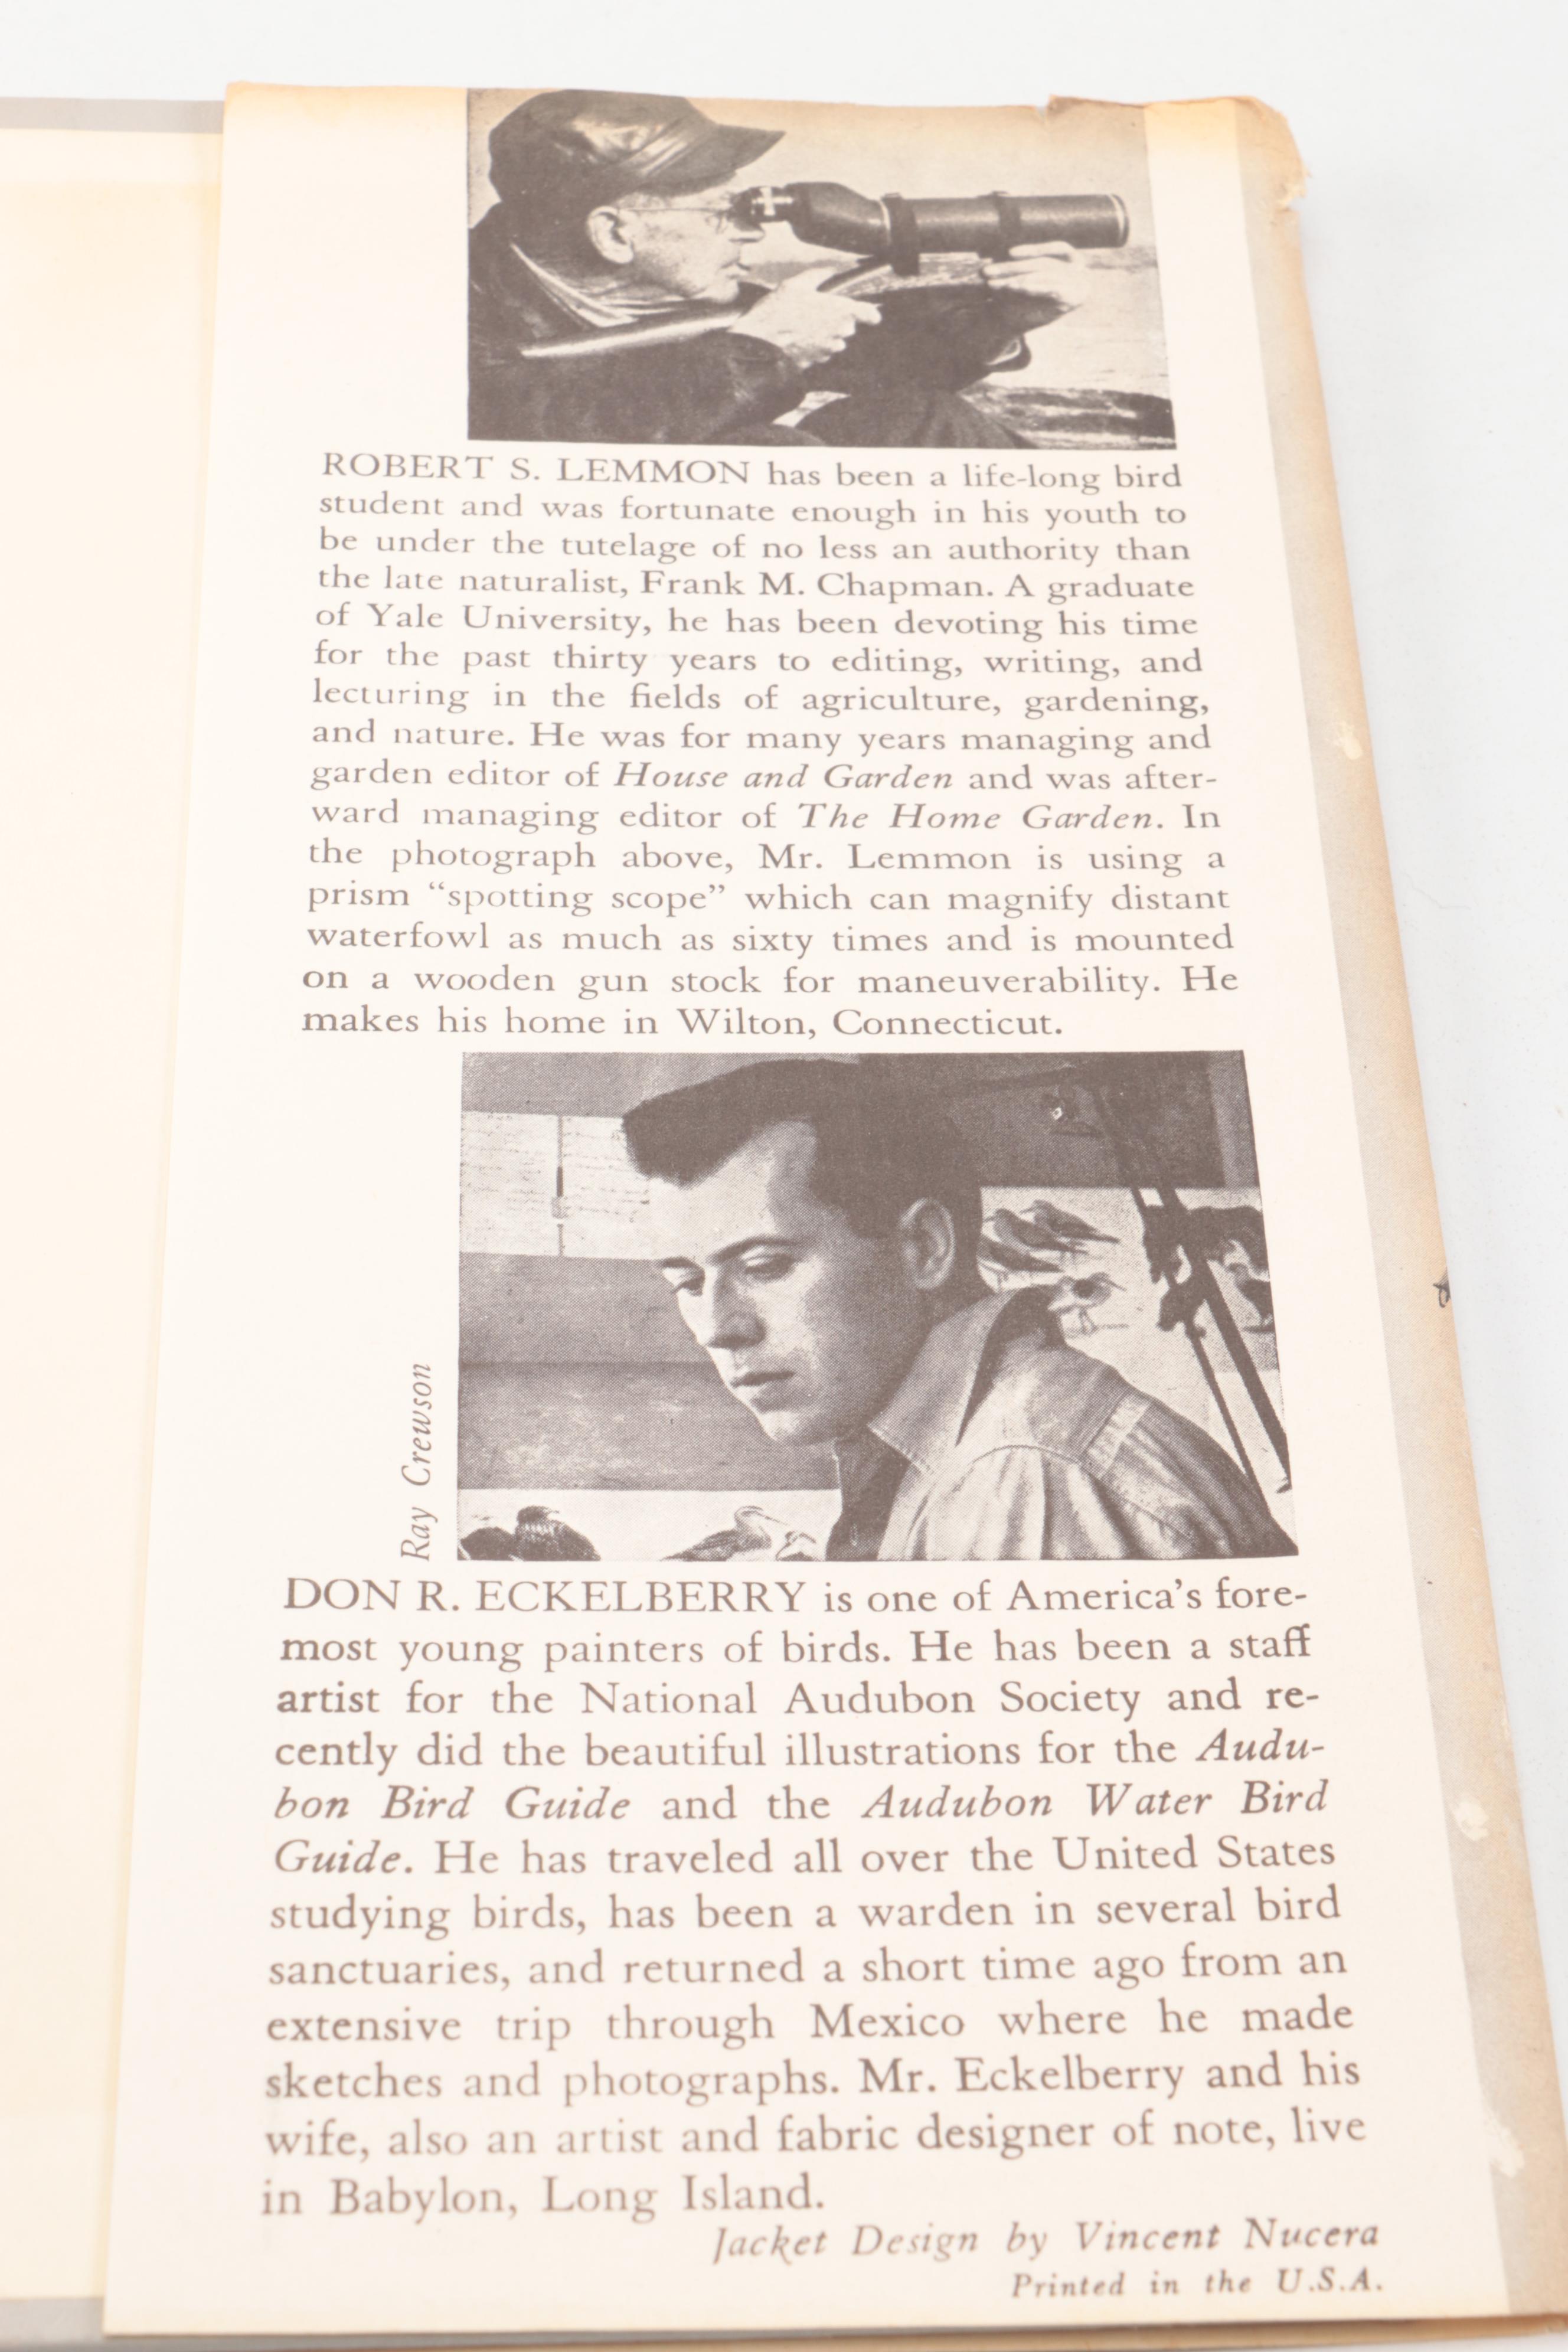 ROBERT S. LEMMON has been a life-long bird
student and was fortunate enough in his youth to
be under the tutelage of no less an authority than
the late naturalist, Frank M. Chapman. A graduate
of Yale University, he has been devoting his time
for the past thirty years to editing, writing, and
lecturing in the fields of agriculture, gardening,
and nature. He was for many years managing and
garden editor of House and Garden and was after-
ward managing editor of The Home Garden. In
the photograph above, Mr. Lemmon is using a
prism “spotting scope” which can magnify distant
waterfowl as much as sixty times and is mounted
on a wooden gun stock for maneuverability. He
makes his home in Wilton, Connecticut.
Ray Crewson
DON R. ECKELBERRY is one of America’s fore-
most young painters of birds. He has been a staff
artist for the National Audubon Society and re-
cently did the beautiful illustrations for the Audu-
bon Bird Guide and the Audubon Water Bird
Guide. He has traveled all over the United States
studying birds, has been a warden in several bird
sanctuaries, and returned a short time ago from an
extensive trip through Mexico where he made
sketches and photographs. Mr. Eckelberry and his
wife, also an artist and fabric designer of note, live
in Babylon, Long Island.
Jacket Design by Vincent Nucera
Printed in the U.S.A.